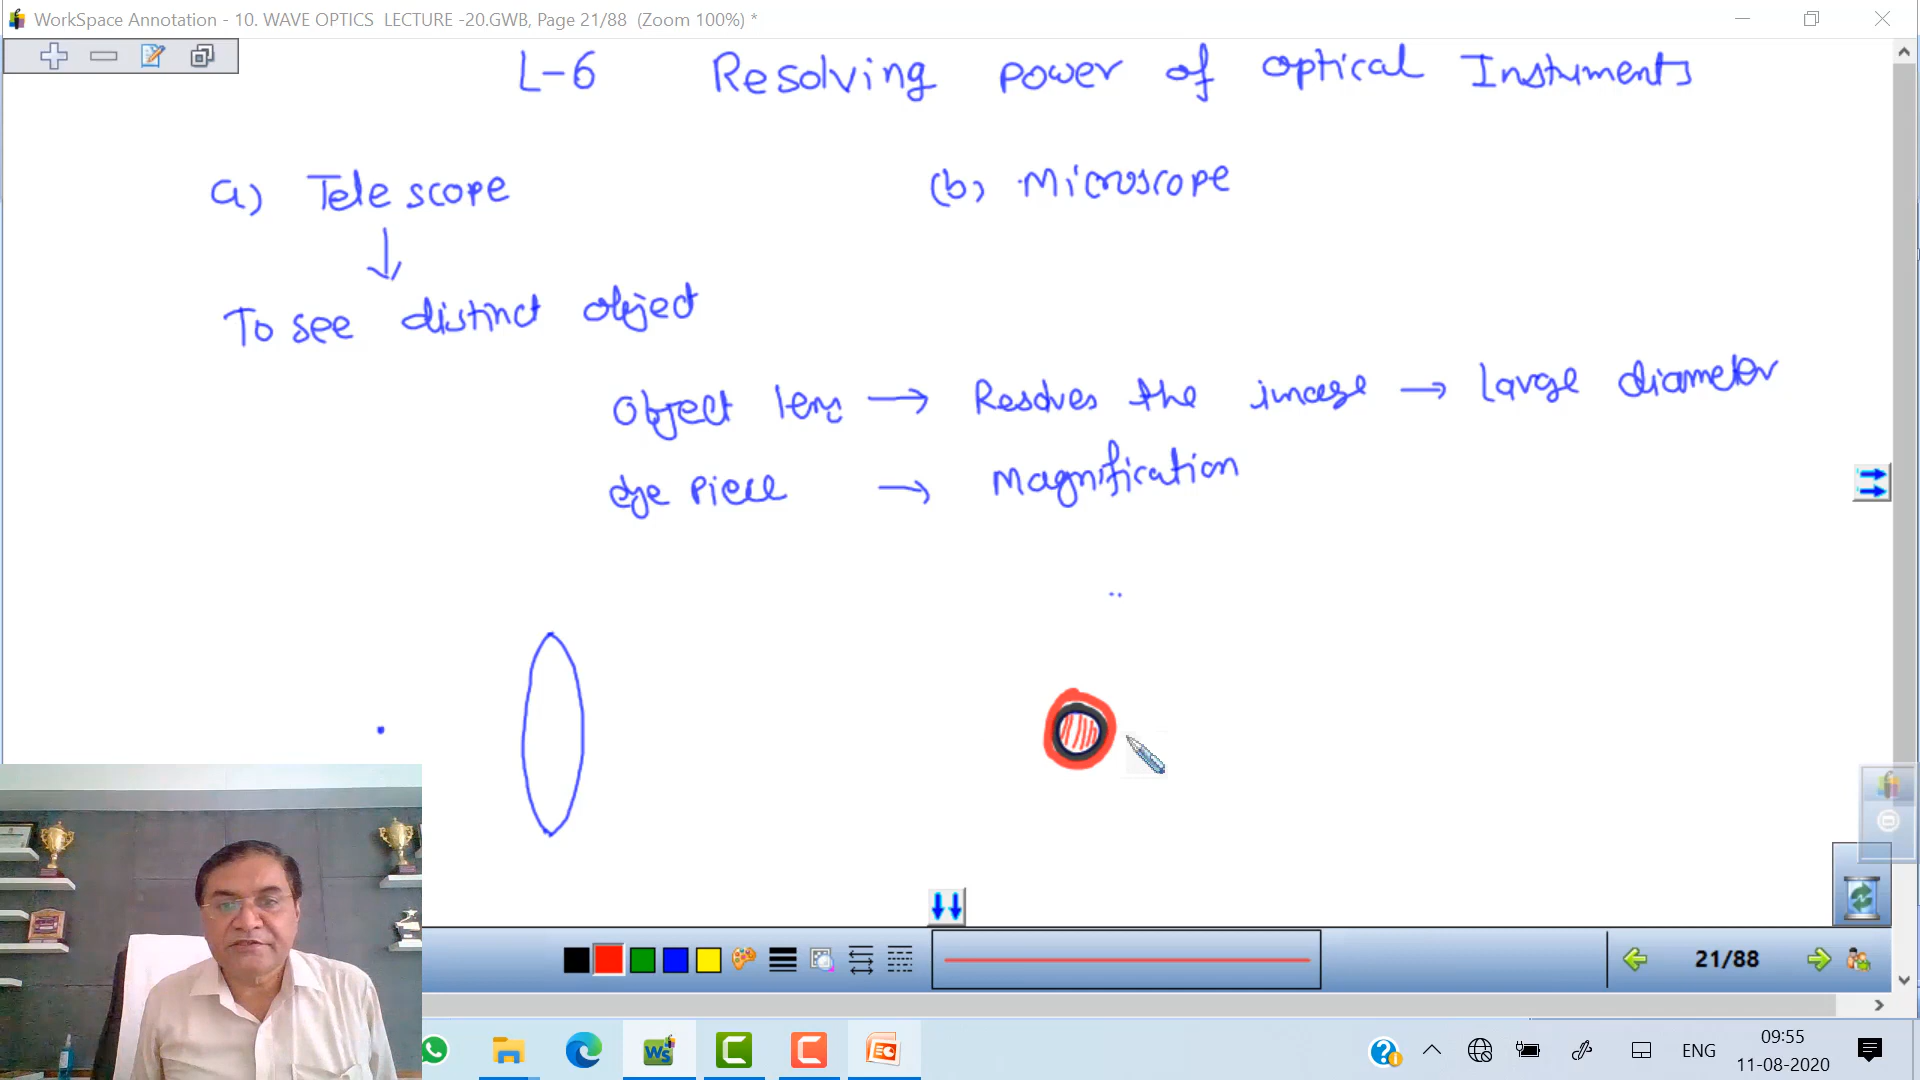 WorkSpace Annotation - 10. WAVE OPTICS LECTURE -20.GWB, Page 21/88 (Zoom 100%) *
L-6 Resolving power of optical Instuments
a) Telescope
(b) Microscope
To see distinct object
Object lens → Resolves the image → large diameter
eye piece → Magnification
21/88
ENG
09:55
11-08-2020